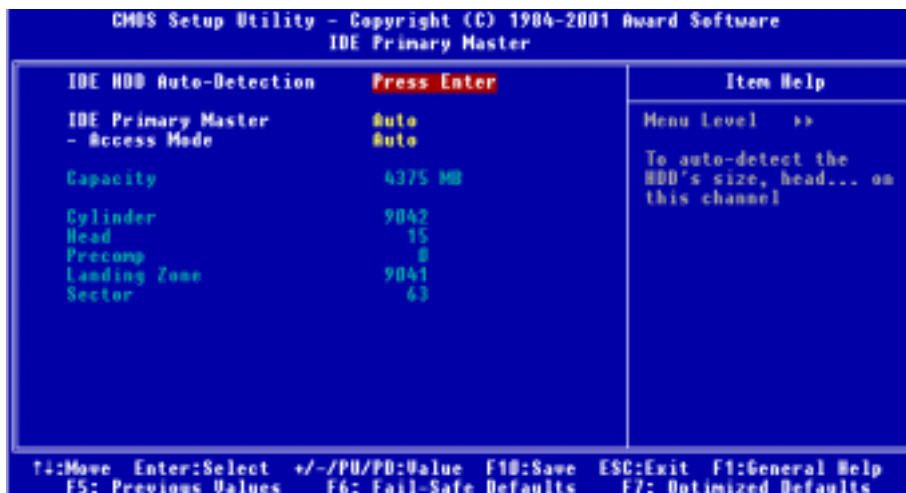 CMOS Setup Utility - Copyright (C) 1984-2001 Award Software
IDE Primary Master
IDE HDD Auto-Detection Press Enter
IDE Primary Master Auto
- Access Mode Auto
Capacity 4375 MB
Cylinder 9042
Head 15
Precomp 0
Landing Zone 9041
Sector 63
Item Help
Menu Level ▸▸
To auto-detect the
HDD's size, head... on
this channel
↑↓:Move Enter:Select +/-/PU/PD:Value F10:Save ESC:Exit F1:General Help
F5: Previous Values F6: Fail-Safe Defaults F7: Optimized Defaults